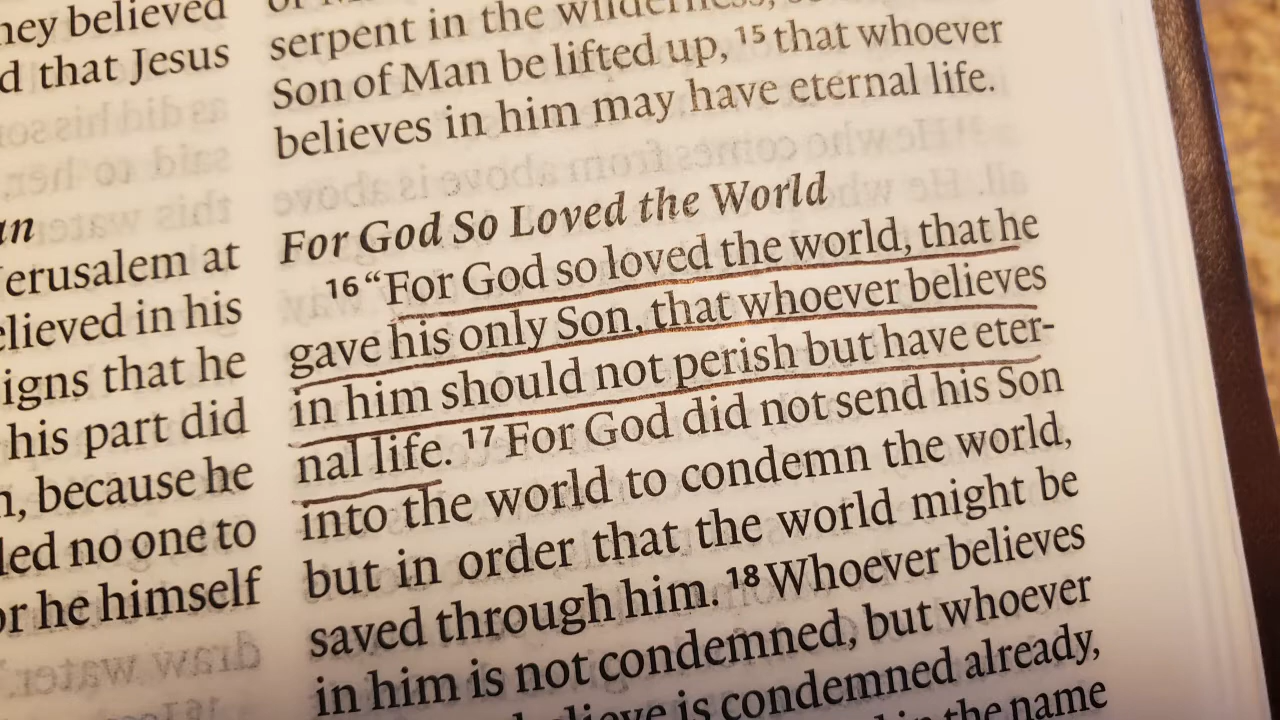 hey believed
d that Jesus
an
Jerusalem at
elieved in his
igns that he
his part did
n, because he
led no one to
or he himself
serpent in the wilderness,
Son of Man be lifted up, 15 that whoever
believes in him may have eternal life.
For God So Loved the World
16 “For God so loved the world, that he
gave his only Son, that whoever believes
in him should not perish but have eter-
nal life. 17 For God did not send his Son
into the world to condemn the world,
but in order that the world might be
saved through him. 18 Whoever believes
in him is not condemned, but whoever
believe is condemned already,
in the name